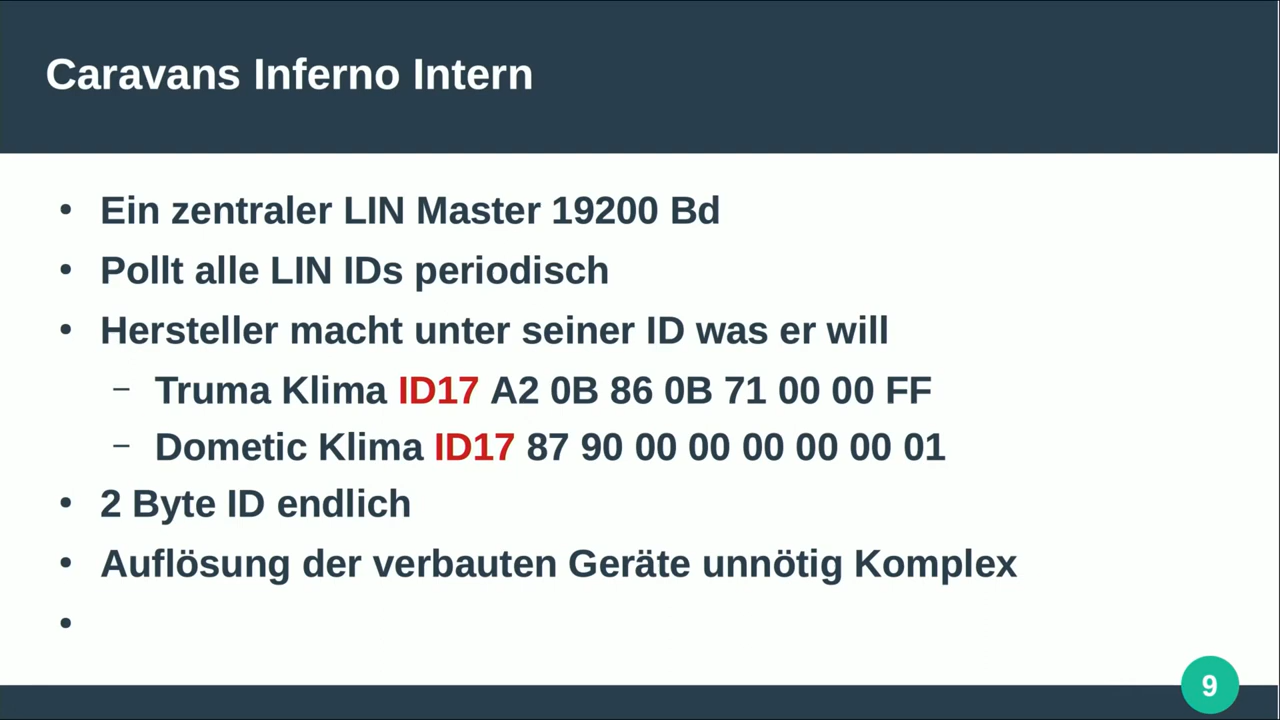 Caravans Inferno Intern
• Ein zentraler LIN Master 19200 Bd
• Pollt alle LIN IDs periodisch
• Hersteller macht unter seiner ID was er will
– Truma Klima ID17 A2 0B 86 0B 71 00 00 FF
– Dometic Klima ID17 87 90 00 00 00 00 00 01
• 2 Byte ID endlich
• Auflösung der verbauten Geräte unnötig Komplex
•
9